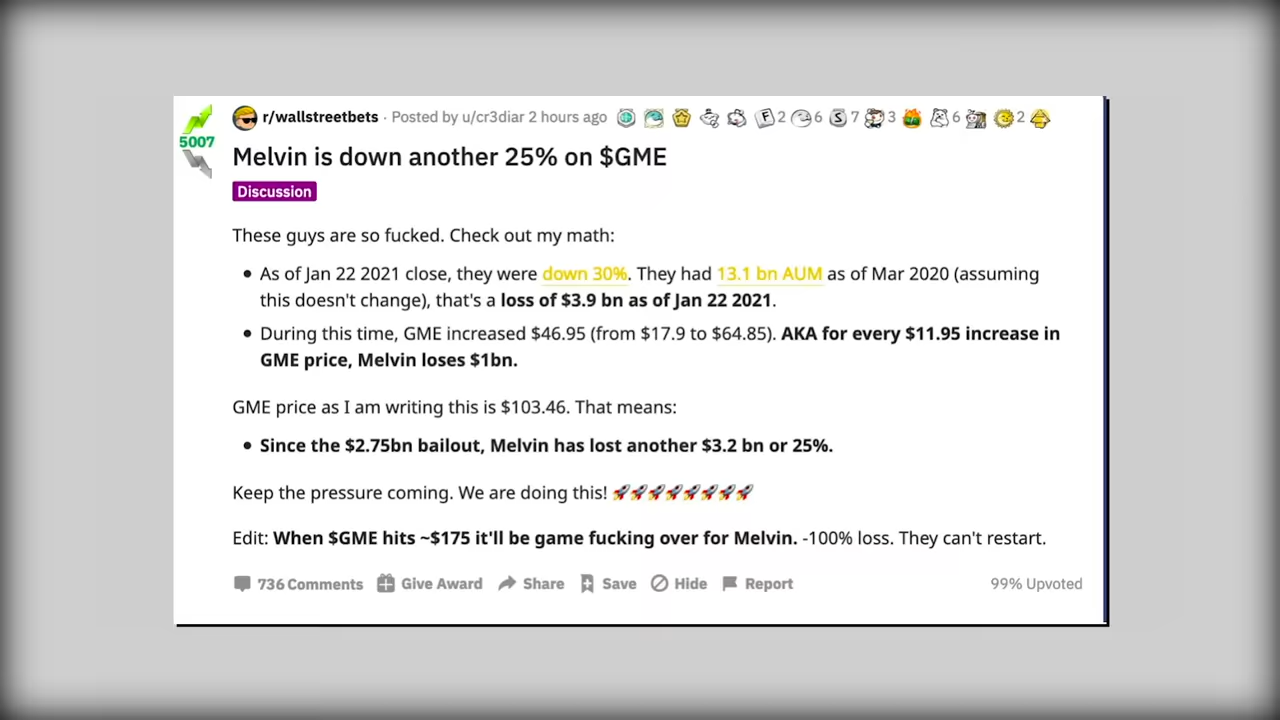 r/wallstreetbets · Posted by u/cr3diar 2 hours ago F 2 6 S 7 3 6 2
5007
Melvin is down another 25% on $GME
Discussion
These guys are so fucked. Check out my math:
• As of Jan 22 2021 close, they were down 30%. They had 13.1 bn AUM as of Mar 2020 (assuming
this doesn't change), that's a loss of $3.9 bn as of Jan 22 2021.
• During this time, GME increased $46.95 (from $17.9 to $64.85). AKA for every $11.95 increase in
GME price, Melvin loses $1bn.
GME price as I am writing this is $103.46. That means:
• Since the $2.75bn bailout, Melvin has lost another $3.2 bn or 25%.
Keep the pressure coming. We are doing this! 🚀🚀🚀🚀🚀🚀🚀🚀
Edit: When $GME hits ~$175 it'll be game fucking over for Melvin. -100% loss. They can't restart.
736 Comments Give Award Share Save Hide Report 99% Upvoted